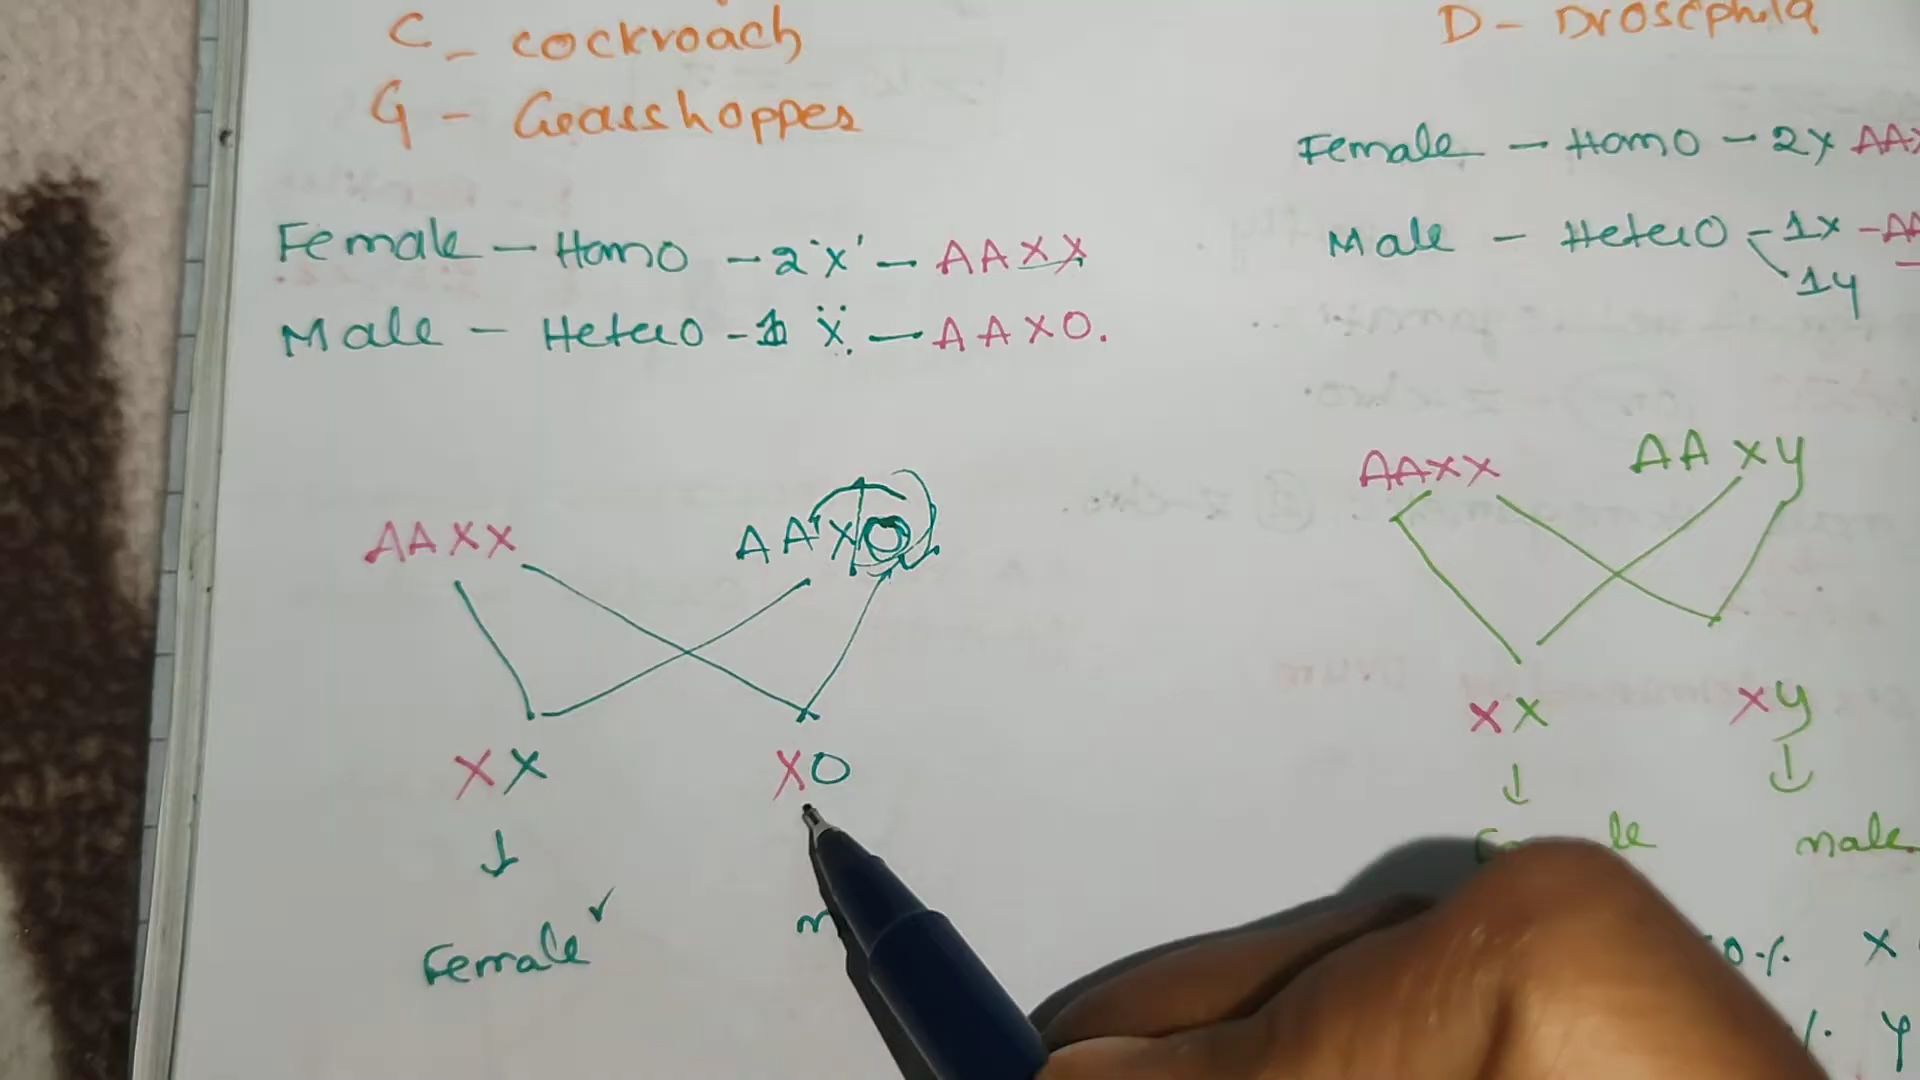 C - cockroach
G - Grasshoppes
Female - Homo - 2'X' - AAXX
Male - Hetero - 1 X - AAXO.
AAXX AAXO
XX XO
↓
Female ✓
D - Drosophila
Female - Homo - 2X
Male - Hetero - 1X
1Y
AAXX AAXY
XX XY
↓ ↓
male
X
Y